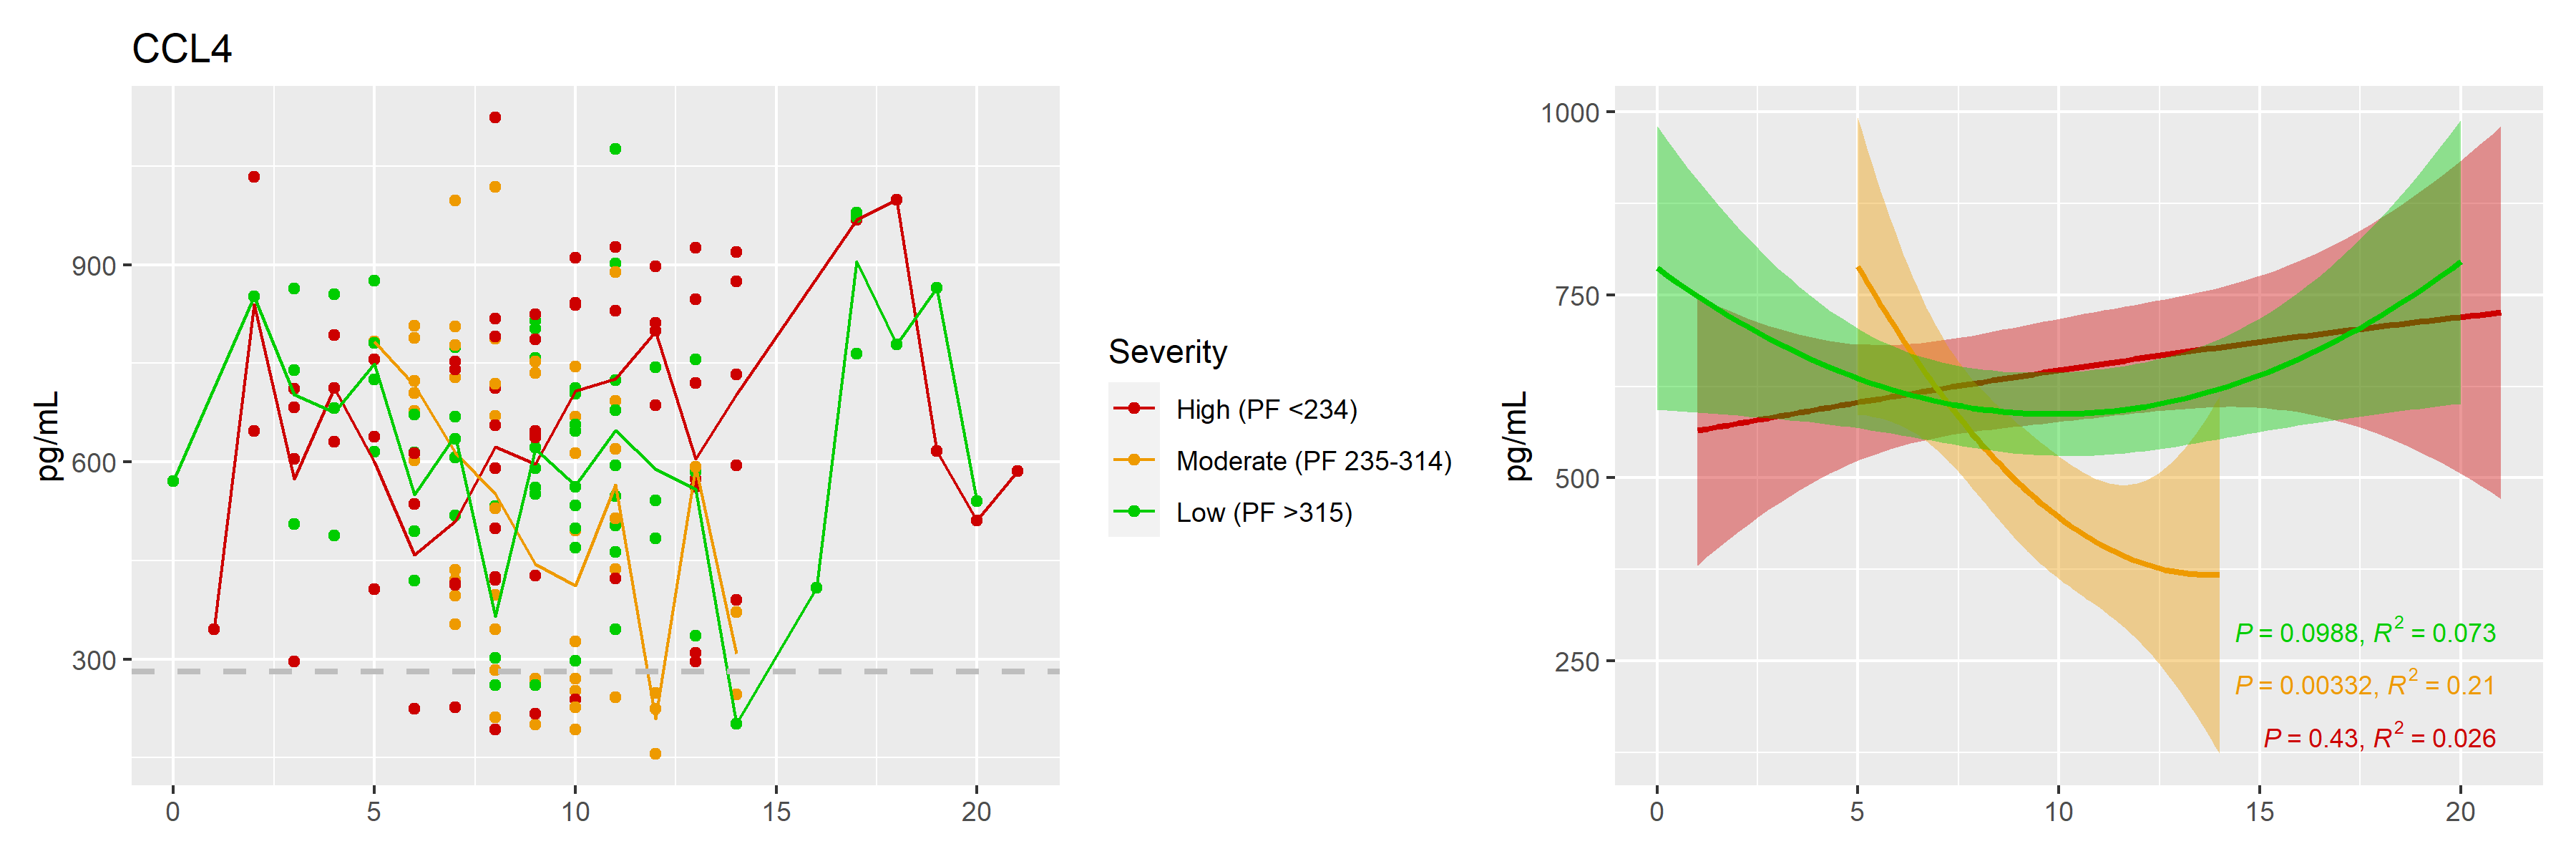 CCL4
pg/mL
900
600
300
0 5 10 15 20
Severity
High (PF <234)
Moderate (PF 235-314)
Low (PF >315)
pg/mL
1000
750
500
250
P = 0.0988, R² = 0.073
P = 0.00332, R² = 0.21
P = 0.43, R² = 0.026
0 5 10 15 20